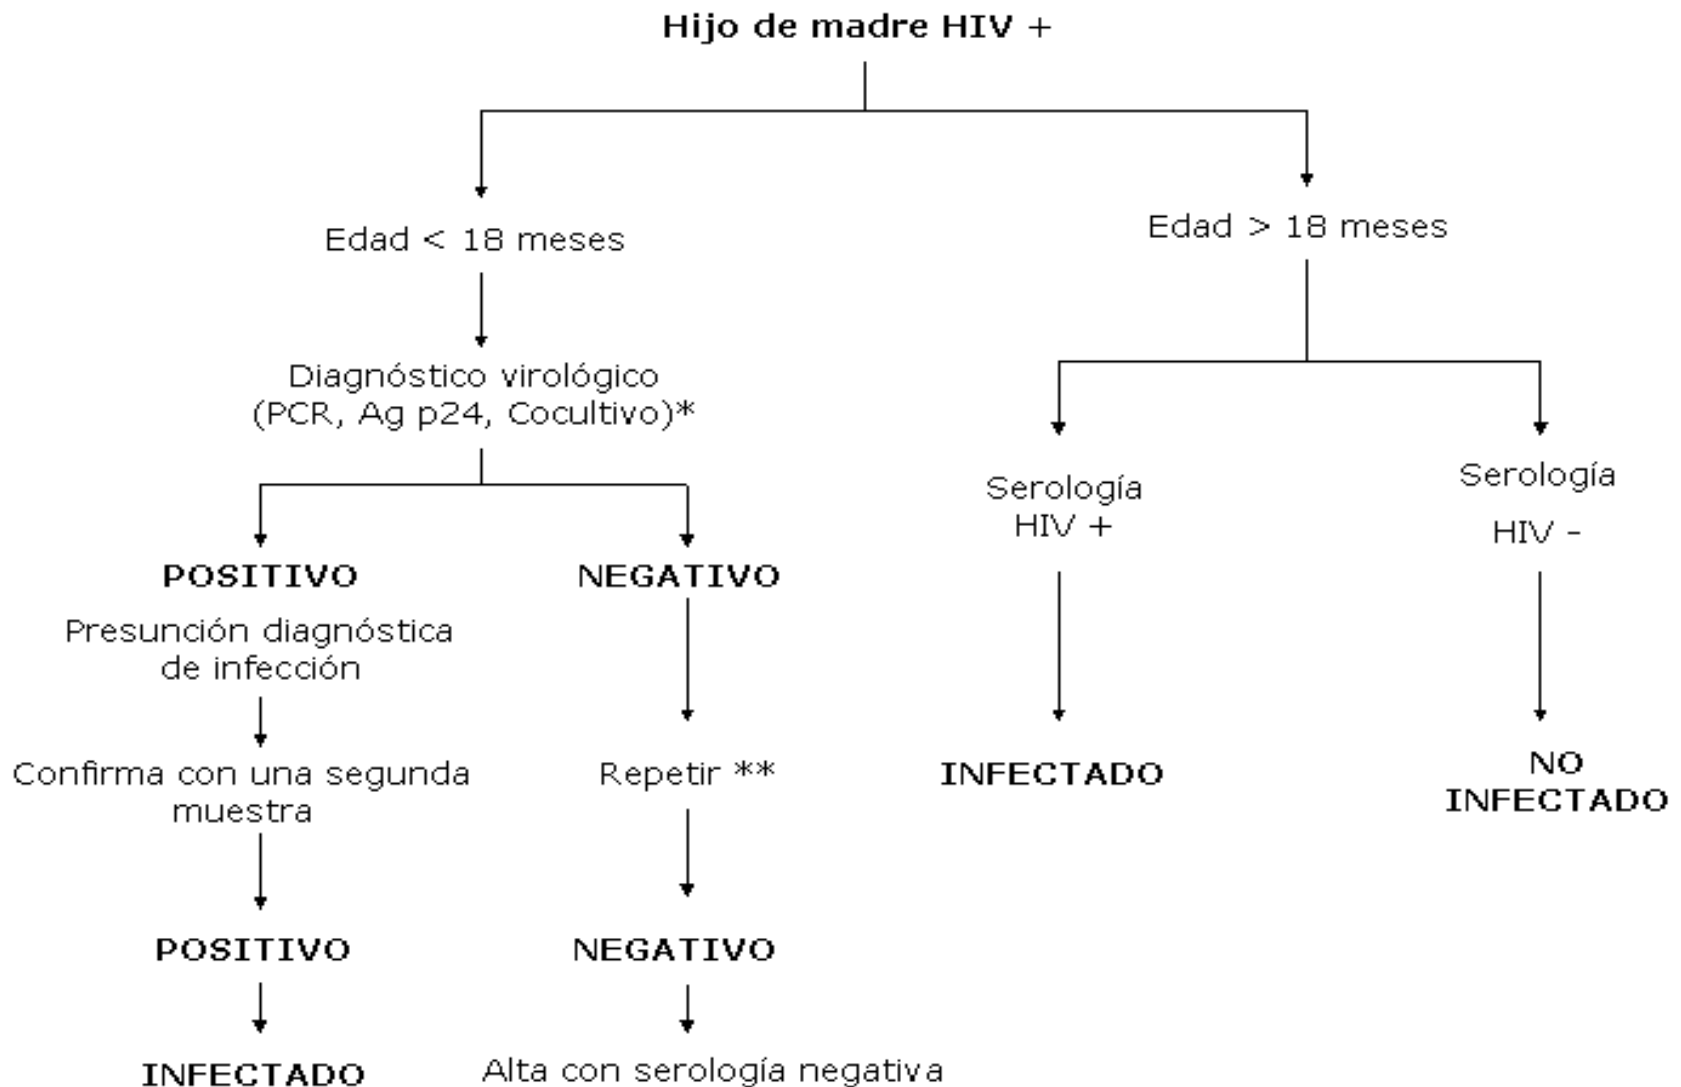 Hijo de madre HIV +
Edad < 18 meses
Edad > 18 meses
Diagnóstico virológico
(PCR, Ag p24, Cocultivo)*
Serología
HIV +
Serología
HIV -
POSITIVO
NEGATIVO
Presunción diagnóstica
de infección
Confirma con una segunda
muestra
Repetir **
INFECTADO
NO
INFECTADO
POSITIVO
NEGATIVO
INFECTADO
Alta con serología negativa